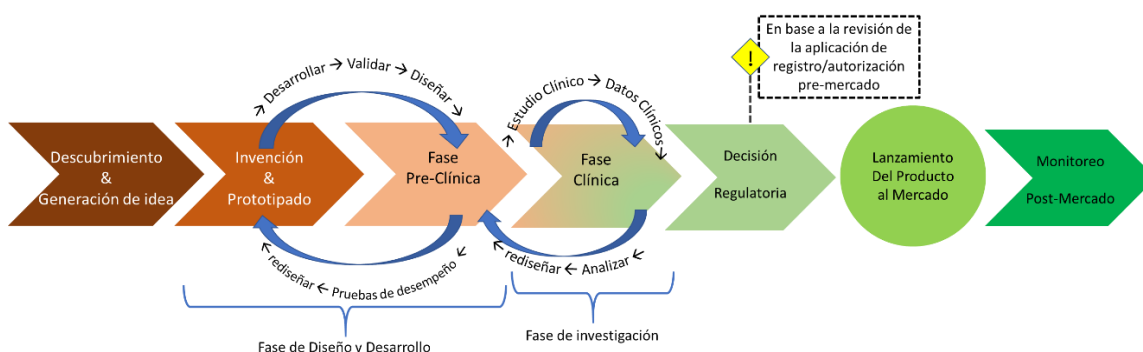 En base a la revisión de
la aplicación de
registro/autorización
pre-mercado
!
→ Desarrollar → Validar → Diseñar →
→ Estudio Clínico → Datos Clínicos →
Descubrimiento
&
Generación de idea
Invención
&
Prototipado
Fase
Pre-Clínica
Fase
Clínica
Decisión
Regulatoria
Lanzamiento
Del Producto
al Mercado
Monitoreo
Post-Mercado
← rediseñar ← Pruebas de desempeño ←
← rediseñar ← Analizar ←
Fase de Diseño y Desarrollo
Fase de investigación